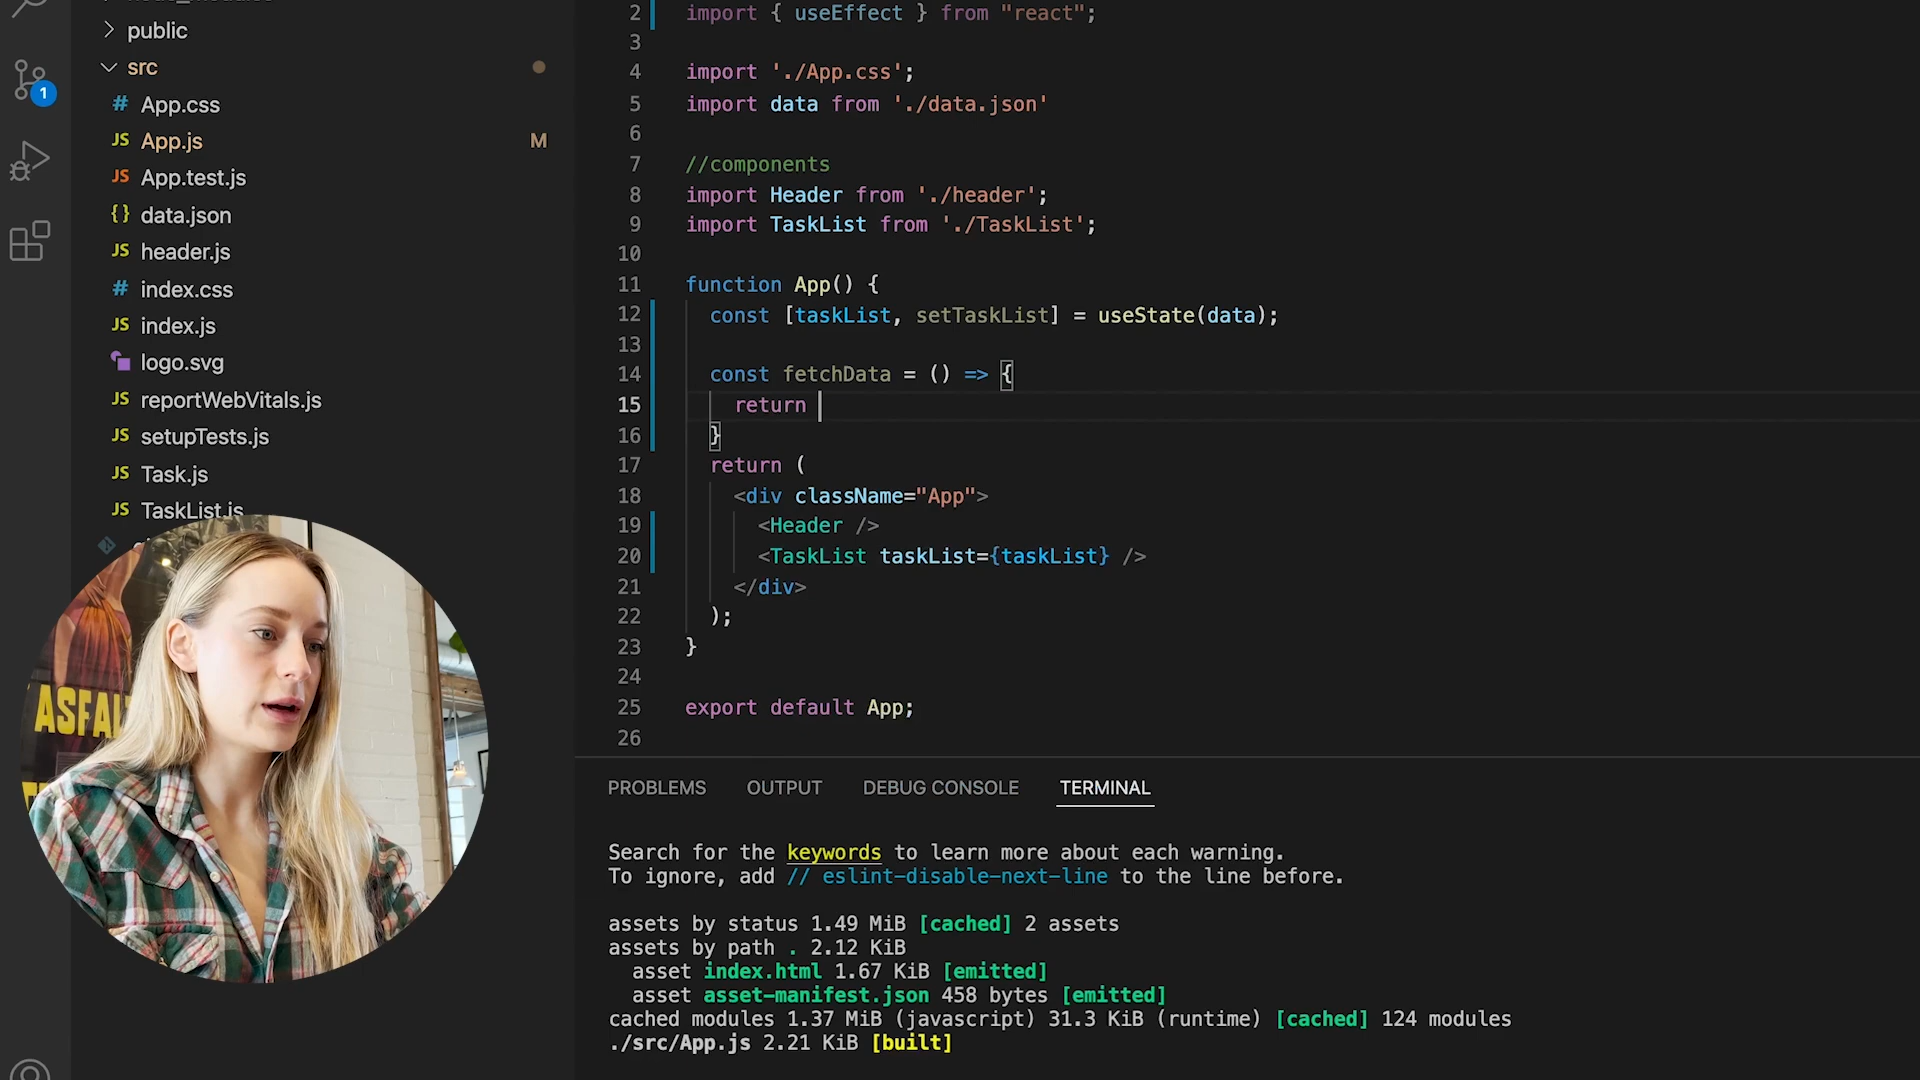 public
src
# App.css
JS App.js M
JS App.test.js
{} data.json
JS header.js
# index.css
JS index.js
logo.svg
JS reportWebVitals.js
JS setupTests.js
JS Task.js
JS TaskList.js
1
2 import { useEffect } from "react";
3
4 import './App.css';
5 import data from './data.json'
6
7 //components
8 import Header from './header';
9 import TaskList from './TaskList';
10
11 function App() {
12 const [taskList, setTaskList] = useState(data);
13
14 const fetchData = () => {
15 return
16 }
17 return (
18 <div className="App">
19 <Header />
20 <TaskList taskList={taskList} />
21 </div>
22 );
23 }
24
25 export default App;
26
ASFAL
PROBLEMS OUTPUT DEBUG CONSOLE TERMINAL
Search for the keywords to learn more about each warning.
To ignore, add // eslint-disable-next-line to the line before.
assets by status 1.49 MiB [cached] 2 assets
assets by path . 2.12 KiB
asset index.html 1.67 KiB [emitted]
asset asset-manifest.json 458 bytes [emitted]
cached modules 1.37 MiB (javascript) 31.3 KiB (runtime) [cached] 124 modules
./src/App.js 2.21 KiB [built]